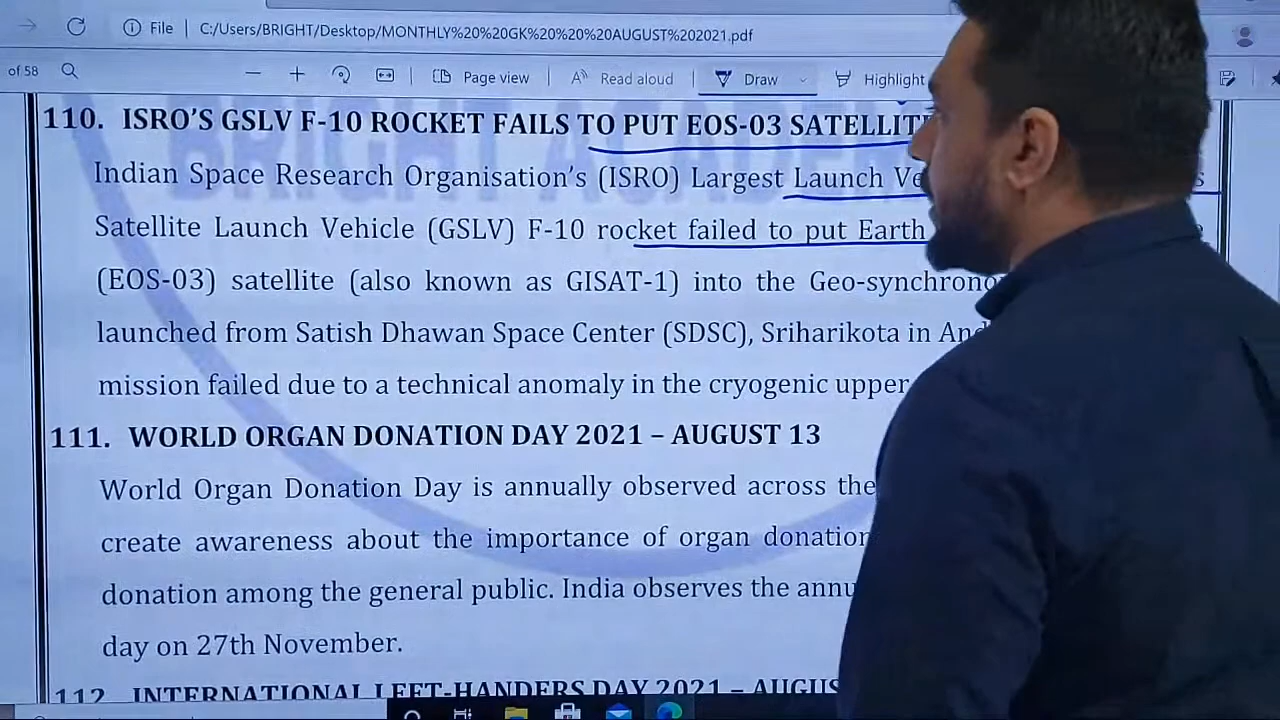 File
C:/Users/BRIGHT/Desktop/MONTHLY%20%20GK%20%20%20AUGUST%202021.pdf
of 58
Page view
Read aloud
Draw
Highlight
BRIGHT ACADEM
110. ISRO'S GSLV F-10 ROCKET FAILS TO PUT EOS-03 SATELLIT
Indian Space Research Organisation's (ISRO) Largest Launch Ve s
Satellite Launch Vehicle (GSLV) F-10 rocket failed to put Earth
(EOS-03) satellite (also known as GISAT-1) into the Geo-synchrono
launched from Satish Dhawan Space Center (SDSC), Sriharikota in An
mission failed due to a technical anomaly in the cryogenic upper
111. WORLD ORGAN DONATION DAY 2021 – AUGUST 13
World Organ Donation Day is annually observed across the
create awareness about the importance of organ donation
donation among the general public. India observes the annu
day on 27th November.
112. INTERNATIONAL LEFT-HANDERS DAY 2021 – AUGUS